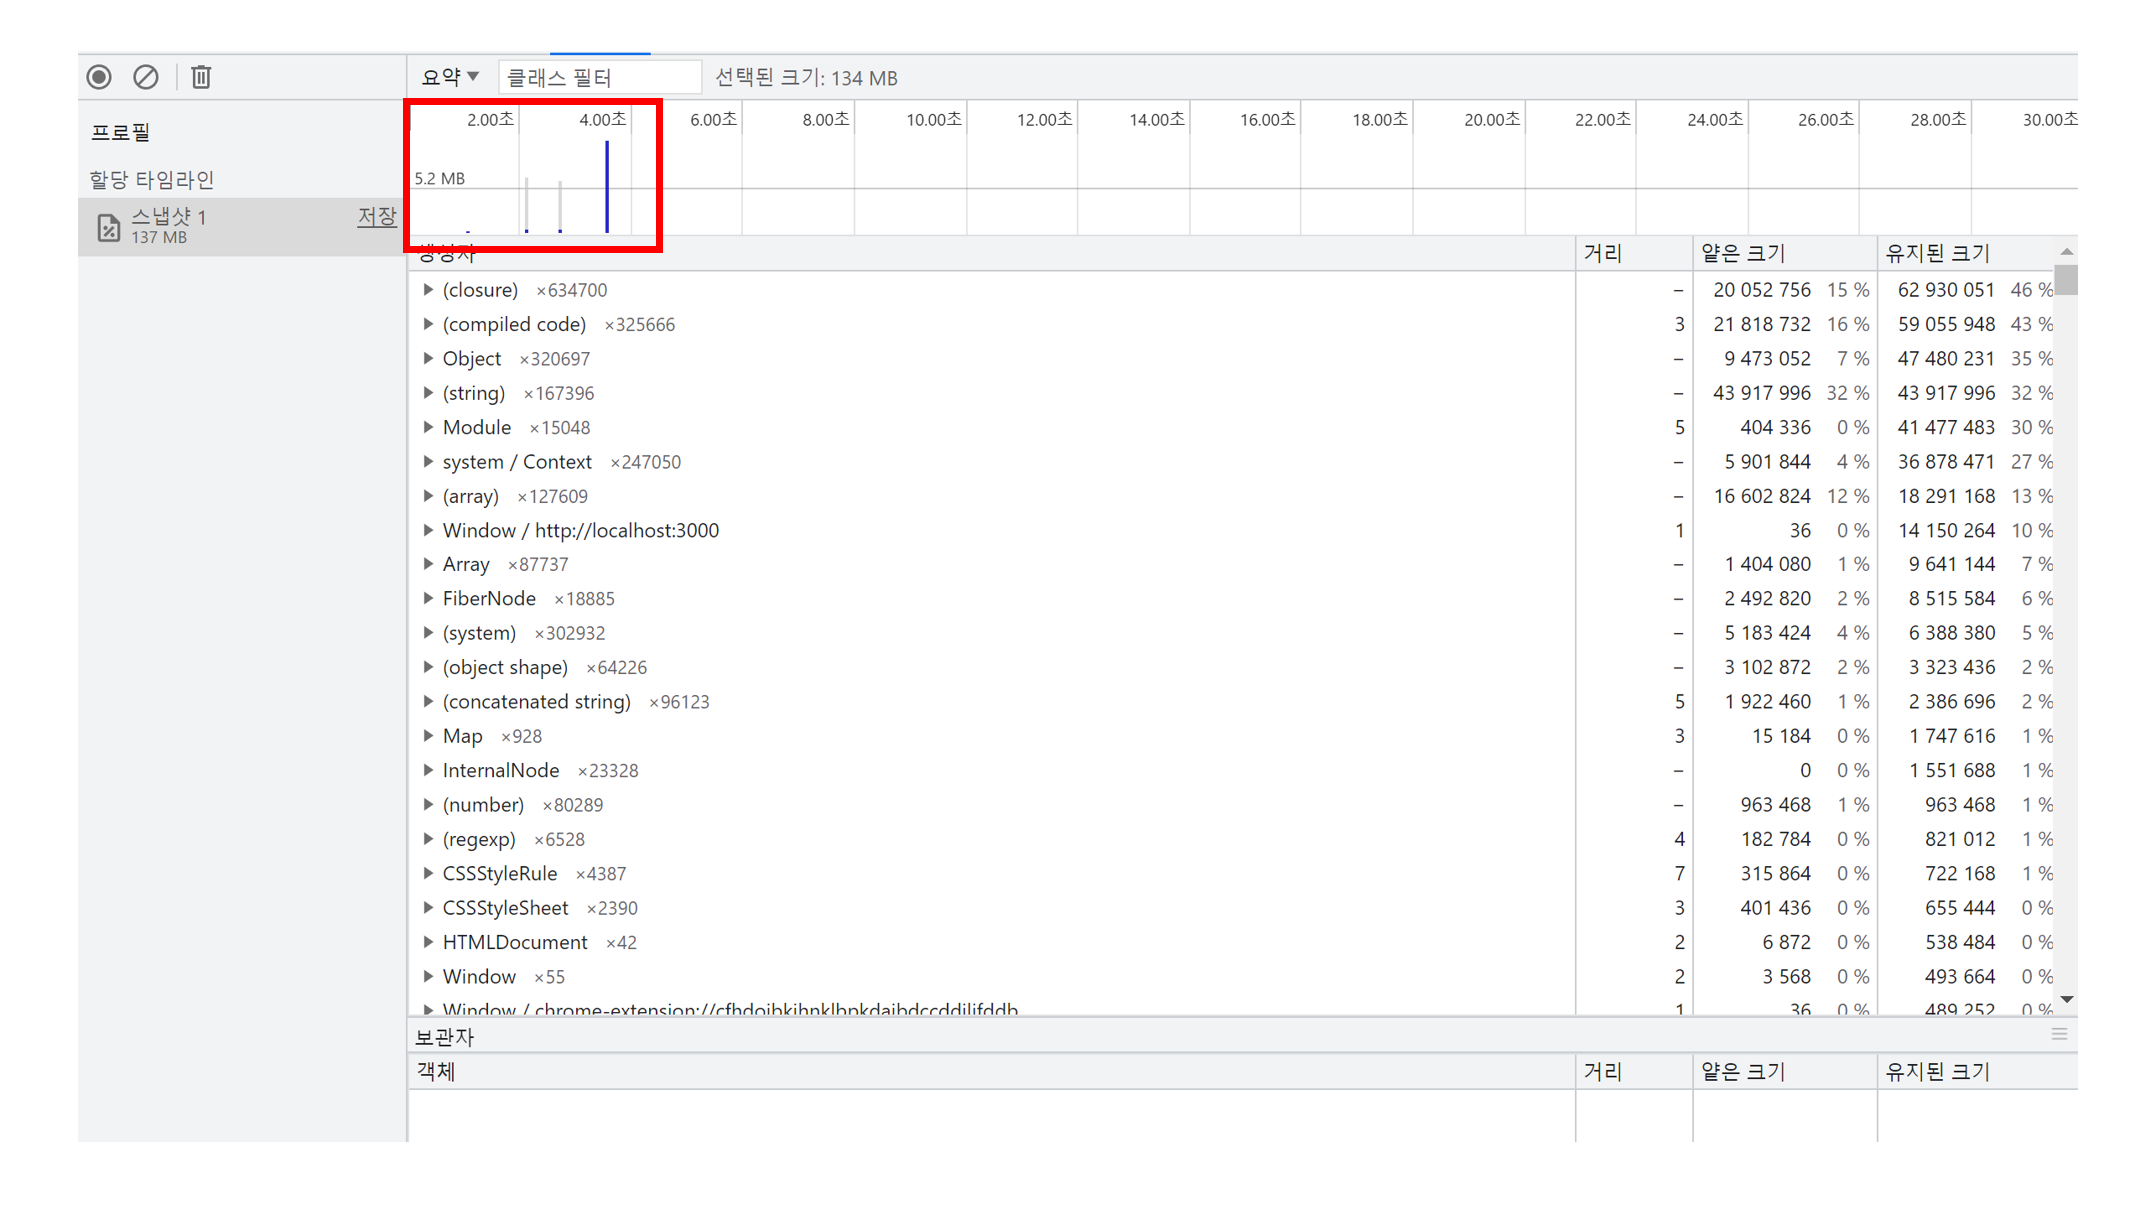 요약 클래스 필터 선택된 크기: 134 MB
프로필
할당 타임라인
스냅샷 1 저장
137 MB
2.00초 4.00초 6.00초 8.00초 10.00초 12.00초 14.00초 16.00초 18.00초 20.00초 22.00초 24.00초 26.00초 28.00초 30.00초
5.2 MB
생성자 거리 얕은 크기 유지된 크기
(closure) ×634700 – 20 052 756 15 % 62 930 051 46 %
(compiled code) ×325666 3 21 818 732 16 % 59 055 948 43 %
Object ×320697 – 9 473 052 7 % 47 480 231 35 %
(string) ×167396 – 43 917 996 32 % 43 917 996 32 %
Module ×15048 5 404 336 0 % 41 477 483 30 %
system / Context ×247050 – 5 901 844 4 % 36 878 471 27 %
(array) ×127609 – 16 602 824 12 % 18 291 168 13 %
Window / http://localhost:3000 1 36 0 % 14 150 264 10 %
Array ×87737 – 1 404 080 1 % 9 641 144 7 %
FiberNode ×18885 – 2 492 820 2 % 8 515 584 6 %
(system) ×302932 – 5 183 424 4 % 6 388 380 5 %
(object shape) ×64226 – 3 102 872 2 % 3 323 436 2 %
(concatenated string) ×96123 5 1 922 460 1 % 2 386 696 2 %
Map ×928 3 15 184 0 % 1 747 616 1 %
InternalNode ×23328 – 0 0 % 1 551 688 1 %
(number) ×80289 – 963 468 1 % 963 468 1 %
(regexp) ×6528 4 182 784 0 % 821 012 1 %
CSSStyleRule ×4387 7 315 864 0 % 722 168 1 %
CSSStyleSheet ×2390 3 401 436 0 % 655 444 0 %
HTMLDocument ×42 2 6 872 0 % 538 484 0 %
Window ×55 2 3 568 0 % 493 664 0 %
Window / 1 36 0 % 489 252 0 %
보관자
객체 거리 얕은 크기 유지된 크기